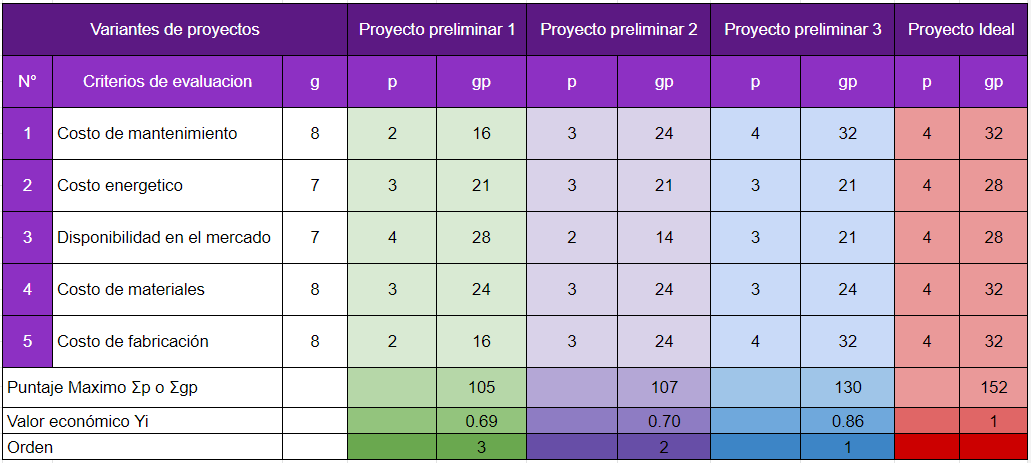 Variantes de proyectos Proyecto preliminar 1 Proyecto preliminar 2 Proyecto preliminar 3 Proyecto Ideal
N° Criterios de evaluacion g p gp p gp p gp p gp
1 Costo de mantenimiento 8 2 16 3 24 4 32 4 32
2 Costo energetico 7 3 21 3 21 3 21 4 28
3 Disponibilidad en el mercado 7 4 28 2 14 3 21 4 28
4 Costo de materiales 8 3 24 3 24 3 24 4 32
5 Costo de fabricación 8 2 16 3 24 4 32 4 32
Puntaje Maximo Σp o Σgp 105 107 130 152
Valor económico Yi 0.69 0.70 0.86 1
Orden 3 2 1